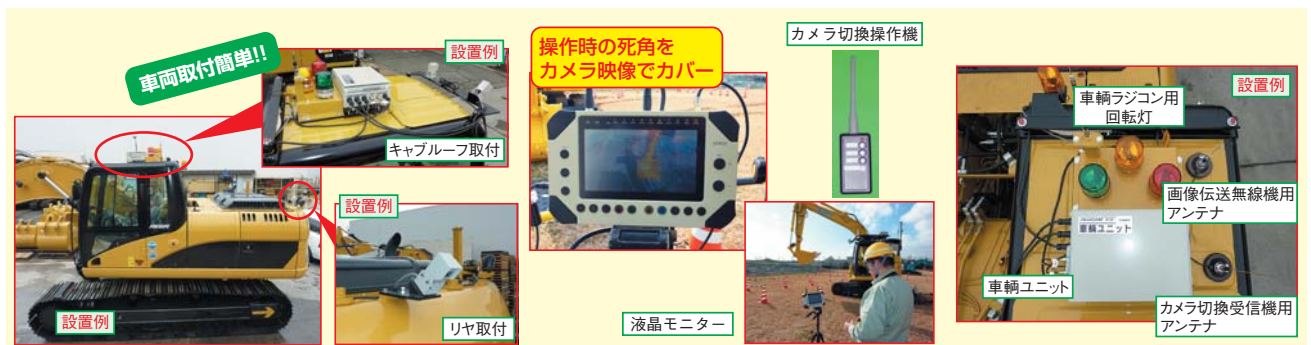 車両取付簡単!!
設置例
キャブルーフ取付
設置例
設置例
リヤ取付
操作時の死角を
カメラ映像でカバー
カメラ切換操作機
液晶モニター
設置例
車輌ラジコン用
回転灯
画像伝送無線機用
アンテナ
車輌ユニット
車輌ユニット
カメラ切換受信機用
アンテナ